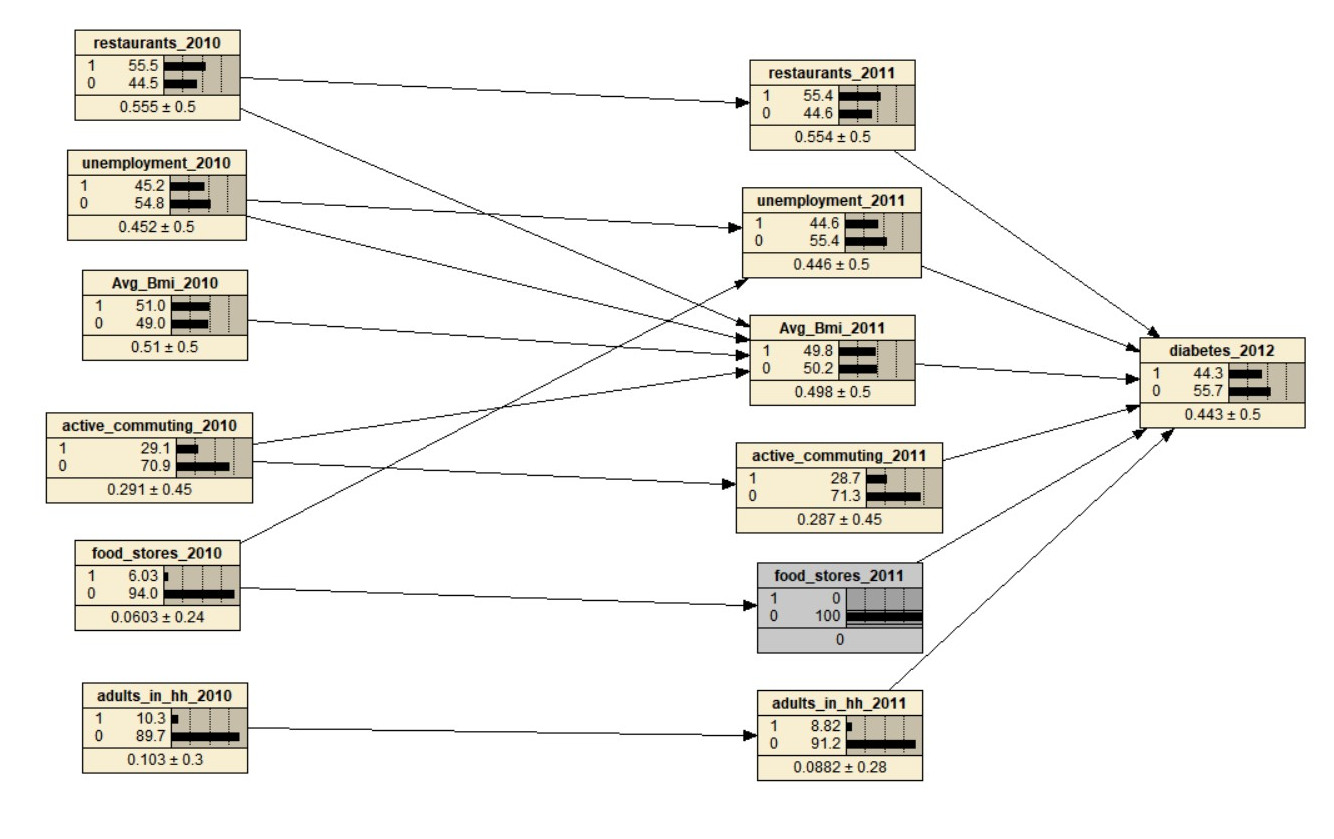 restaurants_2010
1 55.5
0 44.5
0.555 ± 0.5
unemployment_2010
1 45.2
0 54.8
0.452 ± 0.5
Avg_Bmi_2010
1 51.0
0 49.0
0.51 ± 0.5
active_commuting_2010
1 29.1
0 70.9
0.291 ± 0.45
food_stores_2010
1 6.03
0 94.0
0.0603 ± 0.24
adults_in_hh_2010
1 10.3
0 89.7
0.103 ± 0.3
restaurants_2011
1 55.4
0 44.6
0.554 ± 0.5
unemployment_2011
1 44.6
0 55.4
0.446 ± 0.5
Avg_Bmi_2011
1 49.8
0 50.2
0.498 ± 0.5
active_commuting_2011
1 28.7
0 71.3
0.287 ± 0.45
food_stores_2011
1 0
0 100
0
adults_in_hh_2011
1 8.82
0 91.2
0.0882 ± 0.28
diabetes_2012
1 44.3
0 55.7
0.443 ± 0.5